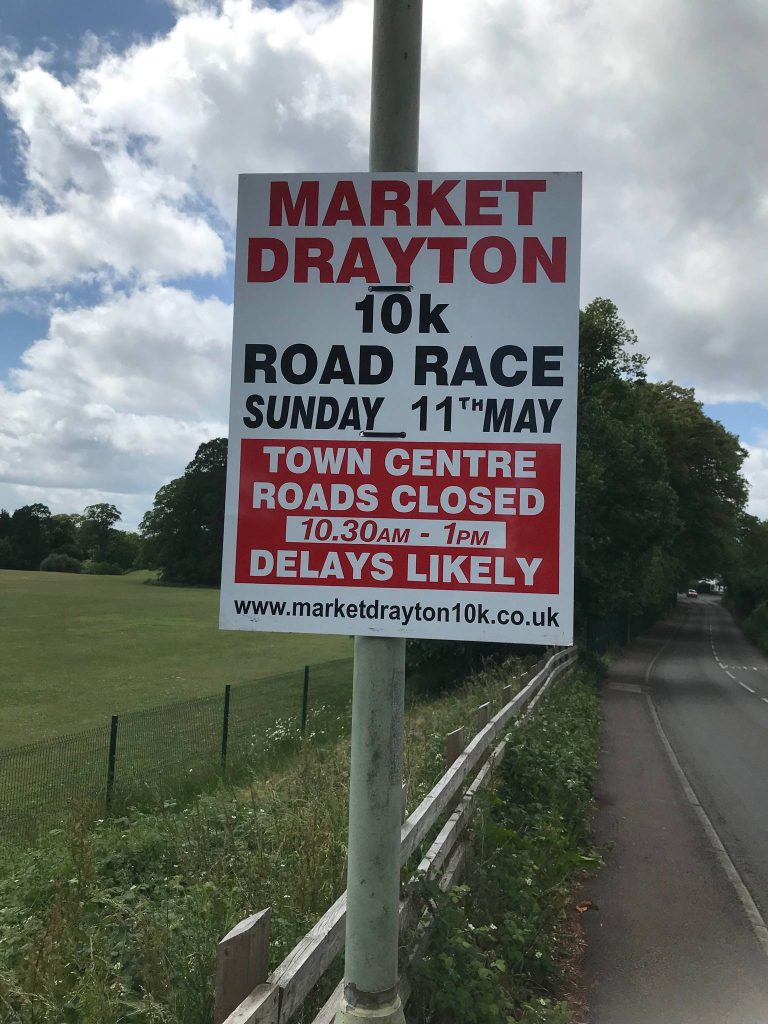 MARKET
DRAYTON
10k
ROAD RACE
SUNDAY 11TH MAY
TOWN CENTRE
ROADS CLOSED
10.30AM - 1PM
DELAYS LIKELY
www.marketdrayton10k.co.uk